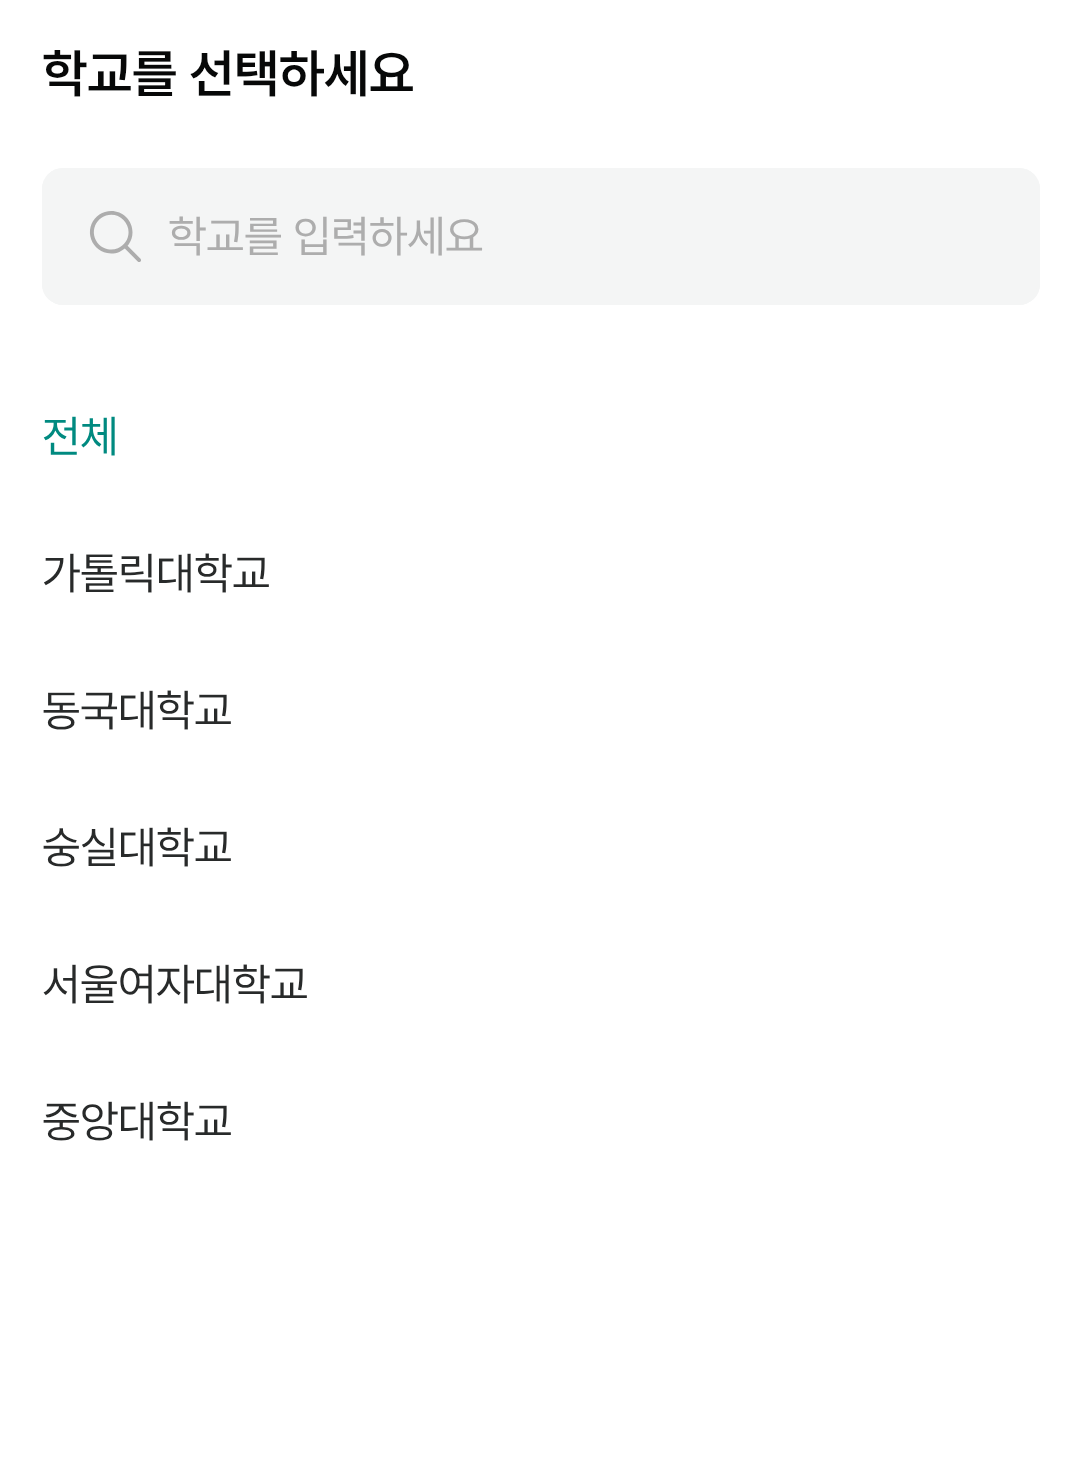 학교를 선택하세요
학교를 입력하세요
전체
가톨릭대학교
동국대학교
숭실대학교
서울여자대학교
중앙대학교